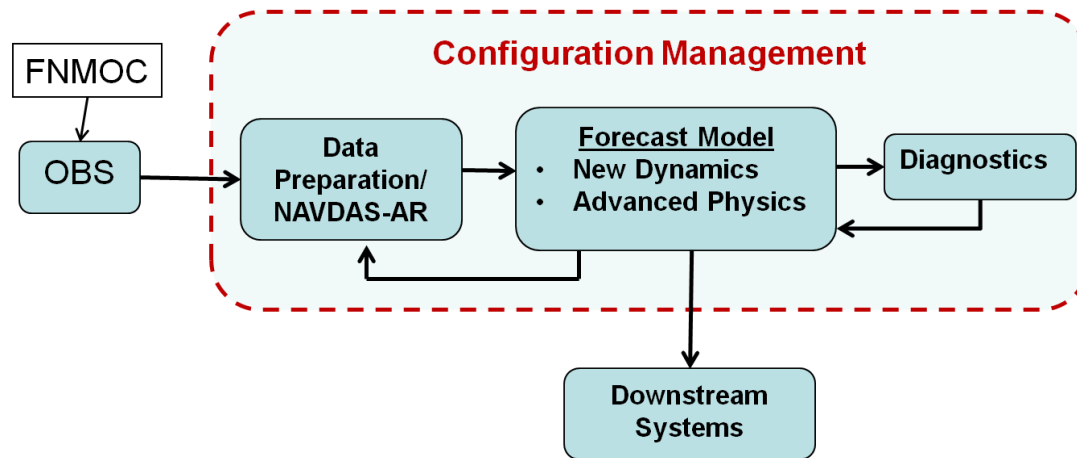 Configuration Management
FNMOC
OBS
Data
Preparation/
NAVDAS-AR
Forecast Model
• New Dynamics
• Advanced Physics
Diagnostics
Downstream
Systems